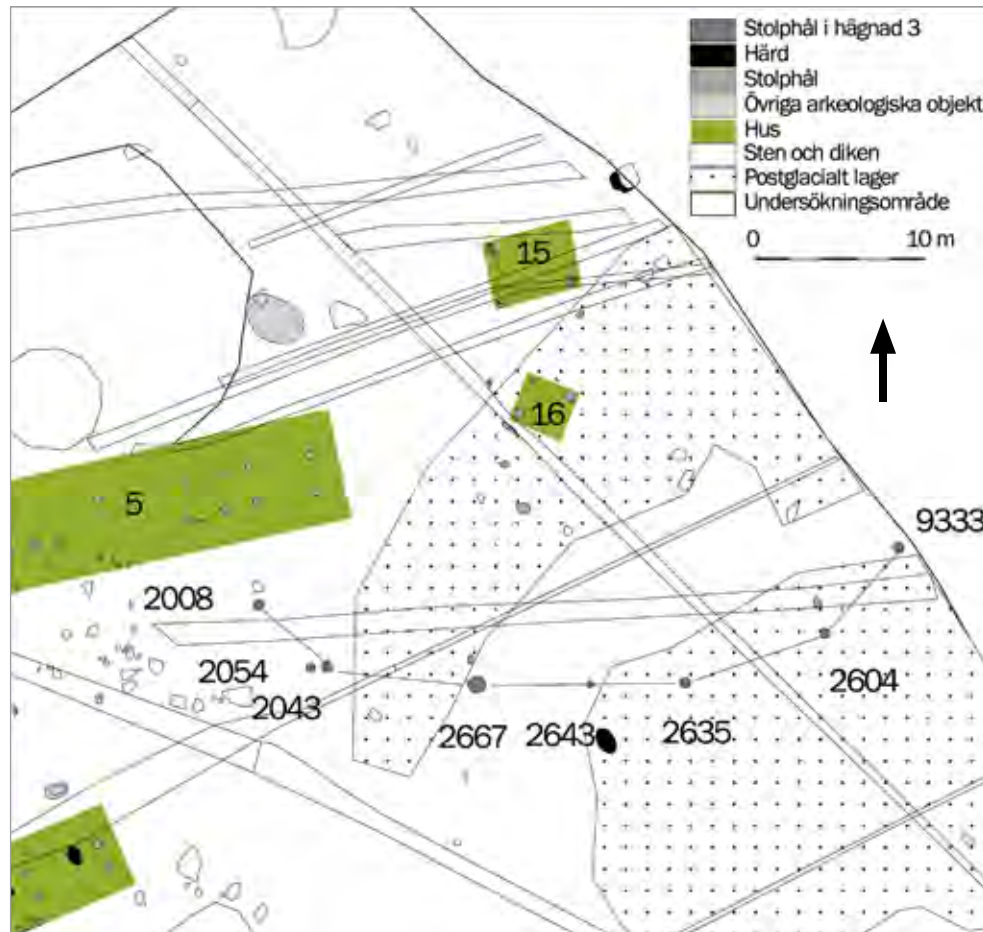 Stolphål i hägnad 3
Härd
Stolphål
Övriga arkeologiska objekt
Hus
Sten och diken
Postglacialt lager
Undersökningsområde
0 10 m
15
16
5
9333
2008
2054
2043
2604
2667 2643 2635